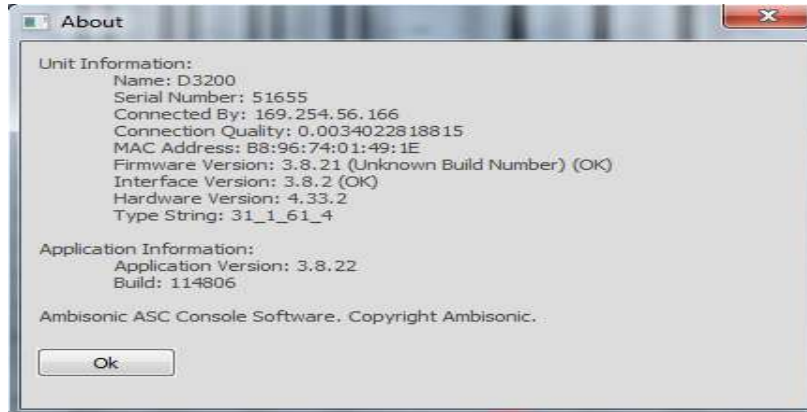 About
Unit Information:
Name: D3200
Serial Number: 51655
Connected By: 169.254.56.166
Connection Quality: 0.0034022818815
MAC Address: B8:96:74:01:49:1E
Firmware Version: 3.8.21 (Unknown Build Number) (OK)
Interface Version: 3.8.2 (OK)
Hardware Version: 4.33.2
Type String: 31_1_61_4
Application Information:
Application Version: 3.8.22
Build: 114806
Ambisonic ASC Console Software. Copyright Ambisonic.
Ok